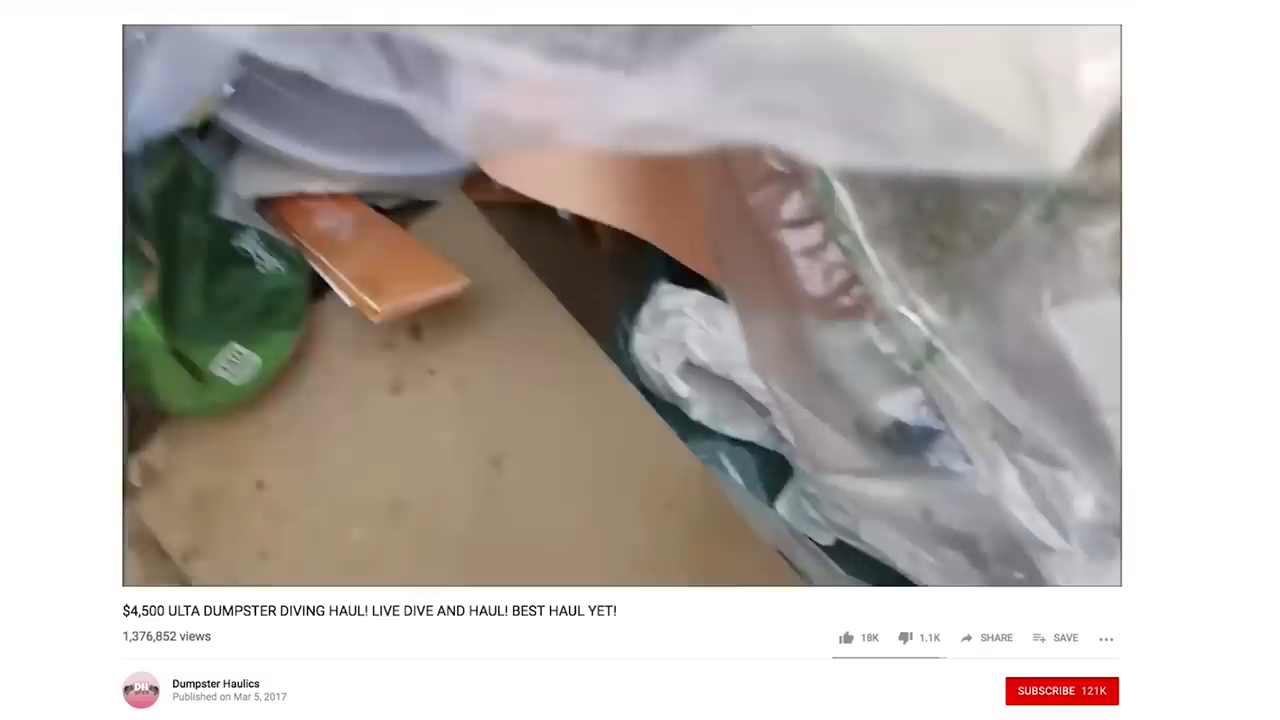 $4,500 ULTA DUMPSTER DIVING HAUL! LIVE DIVE AND HAUL! BEST HAUL YET!
1,376,852 views
18K 1.1K SHARE SAVE
DH
Dumpster Haulics
Published on Mar 5, 2017
SUBSCRIBE 121K